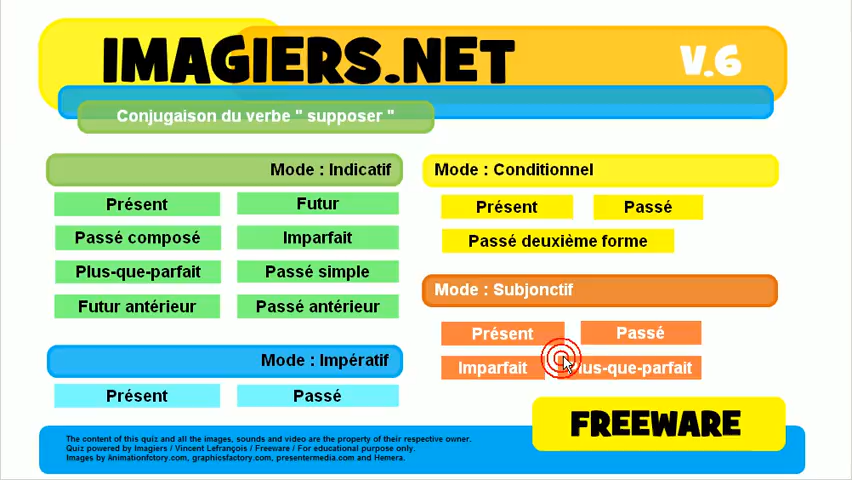 IMAGIERS.NET
V.6
Conjugaison du verbe " supposer "
Mode : Indicatif
Présent
Futur
Passé composé
Imparfait
Plus-que-parfait
Passé simple
Futur antérieur
Passé antérieur
Mode : Impératif
Présent
Passé
Mode : Conditionnel
Présent
Passé
Passé deuxième forme
Mode : Subjonctif
Présent
Passé
Imparfait
Plus-que-parfait
FREEWARE
The content of this quiz and all the images, sounds and video are the property of their respective owner.
Quiz powered by Imagiers / Vincent Lefrançois / Freeware / For educational purpose only.
Images by Animationfctory.com, graphicsfactory.com, presentermedia.com and Hemera.